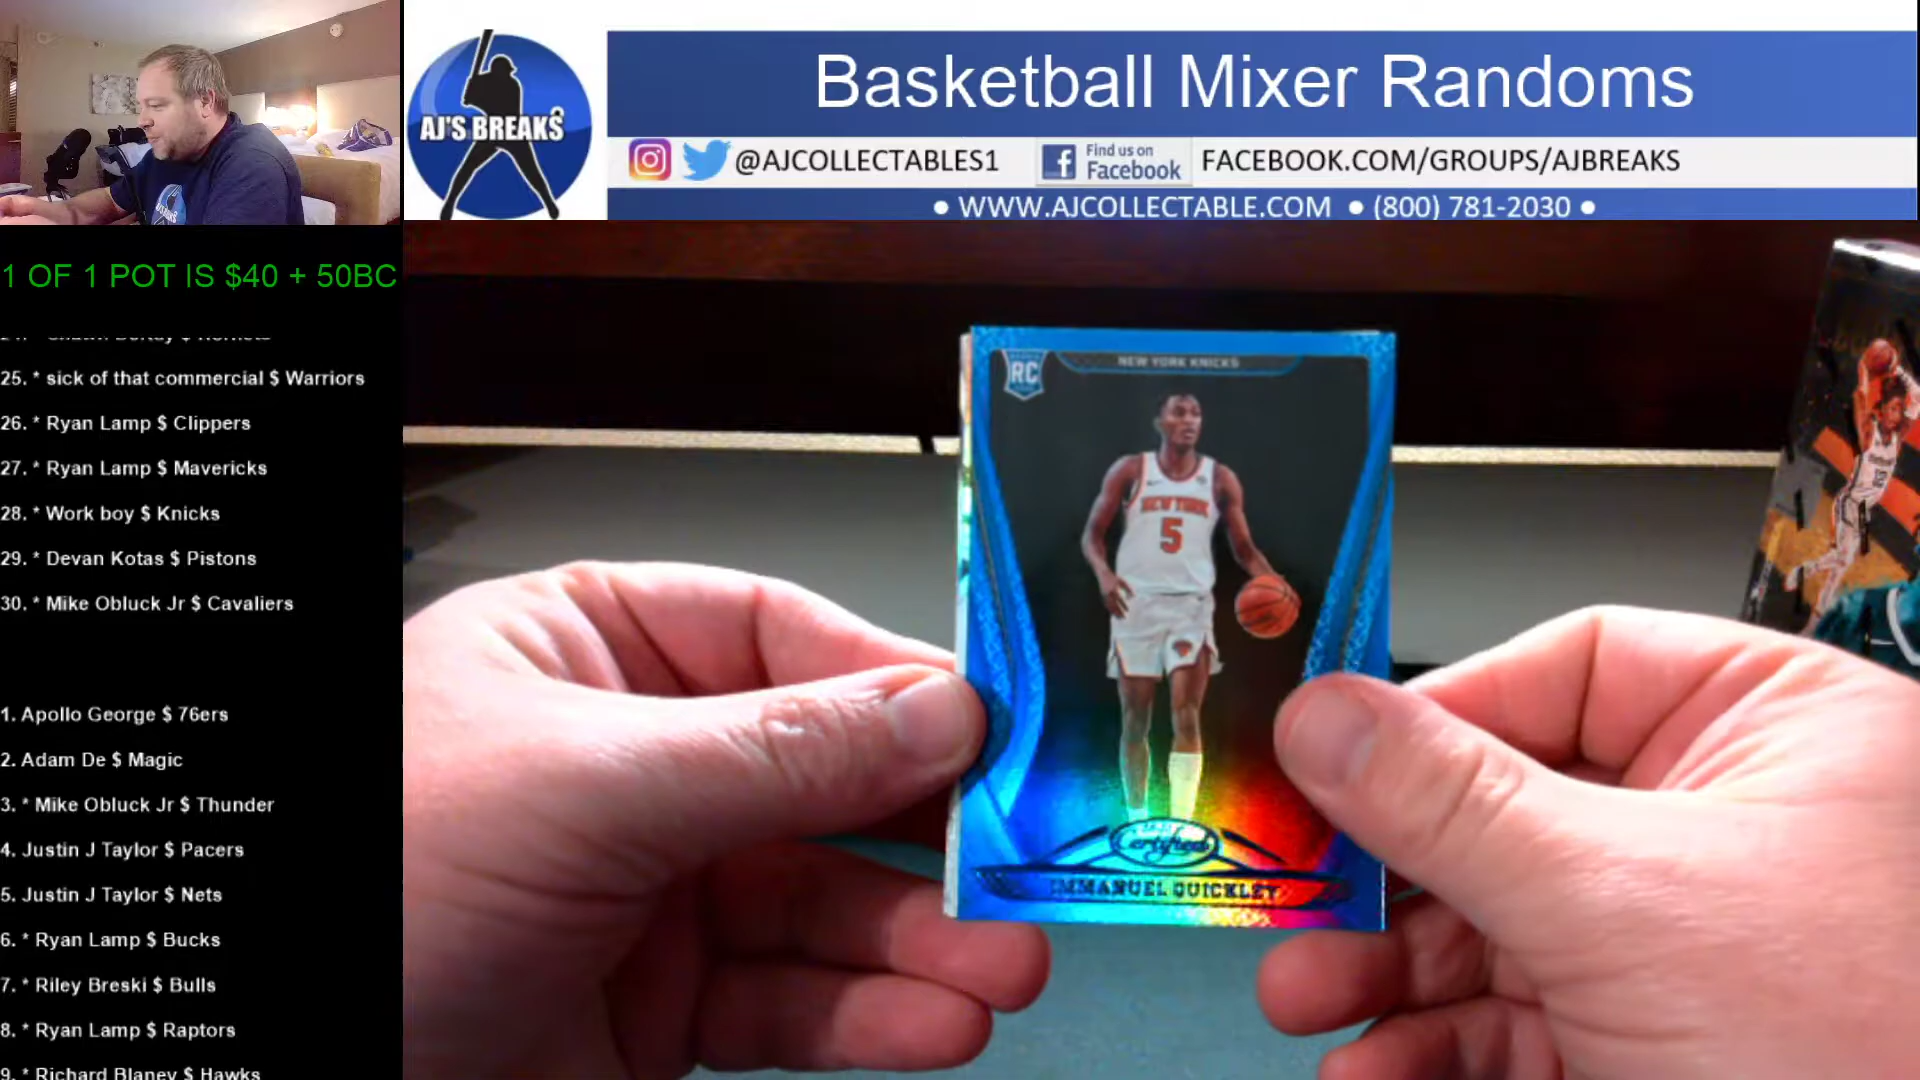 Basketball Mixer Randoms
AJ'S BREAKS
@AJCOLLECTABLES1
Find us on
Facebook
FACEBOOK.COM/GROUPS/AJBREAKS
• WWW.AJCOLLECTABLE.COM • (800) 781-2030 •
1 OF 1 POT IS $40 + 50BC
25. * sick of that commercial $ Warriors
26. * Ryan Lamp $ Clippers
27. * Ryan Lamp $ Mavericks
28. * Work boy $ Knicks
29. * Devan Kotas $ Pistons
30. * Mike Obluck Jr $ Cavaliers
1. Apollo George $ 76ers
2. Adam De $ Magic
3. * Mike Obluck Jr $ Thunder
4. Justin J Taylor $ Pacers
5. Justin J Taylor $ Nets
6. * Ryan Lamp $ Bucks
7. * Riley Breski $ Bulls
8. * Ryan Lamp $ Raptors
9. * Richard Blaney $ Hawks
RC
NEW YORK KNICKS
NEW YORK
5
Certified
IMMANUEL QUICKLEY